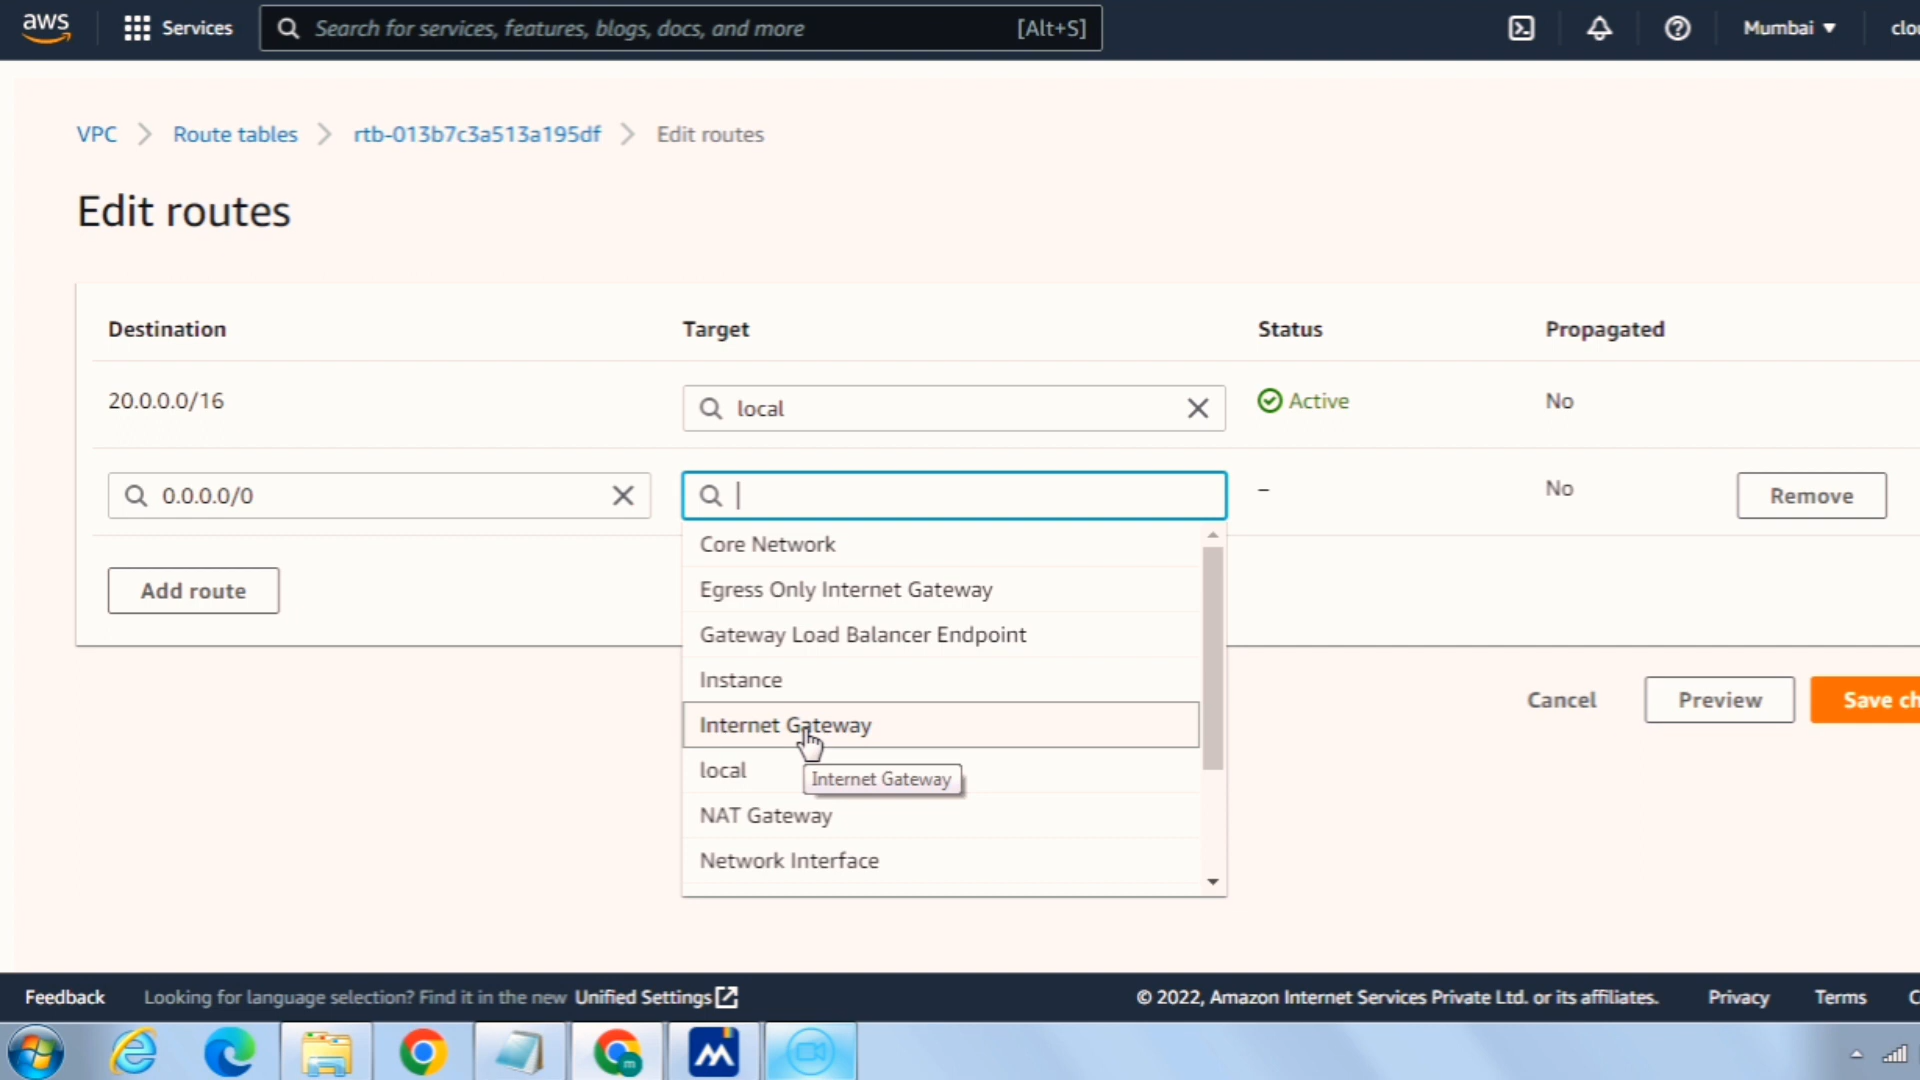 aws Services Search for services, features, blogs, docs, and more [Alt+S] Mumbai clou
VPC Route tables rtb-013b7c3a513a195df Edit routes
Edit routes
Destination Target Status Propagated
20.0.0.0/16 local Active No
0.0.0.0/0 – No Remove
Core Network
Add route
Egress Only Internet Gateway
Gateway Load Balancer Endpoint
Instance
Cancel Preview Save ch
Internet Gateway
local
Internet Gateway
NAT Gateway
Network Interface
Feedback Looking for language selection? Find it in the new Unified Settings © 2022, Amazon Internet Services Private Ltd. or its affiliates. Privacy Terms C